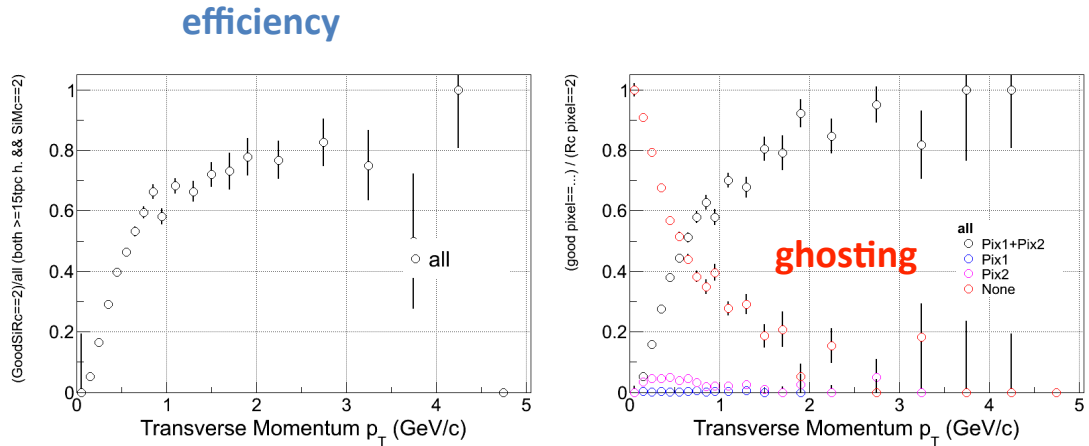 efficiency
(GoodSiRc==2)/all (both >=15tpc h. && SiMc==2)
1
0.8
0.6
0.4
0.2
0
0 1 2 3 4 5
Transverse Momentum p_T (GeV/c)
all
(good pixel==...) / (Rc pixel==2)
1
0.8
0.6
0.4
0.2
0
0 1 2 3 4 5
Transverse Momentum p_T (GeV/c)
ghosting
all
Pix1+Pix2
Pix1
Pix2
None